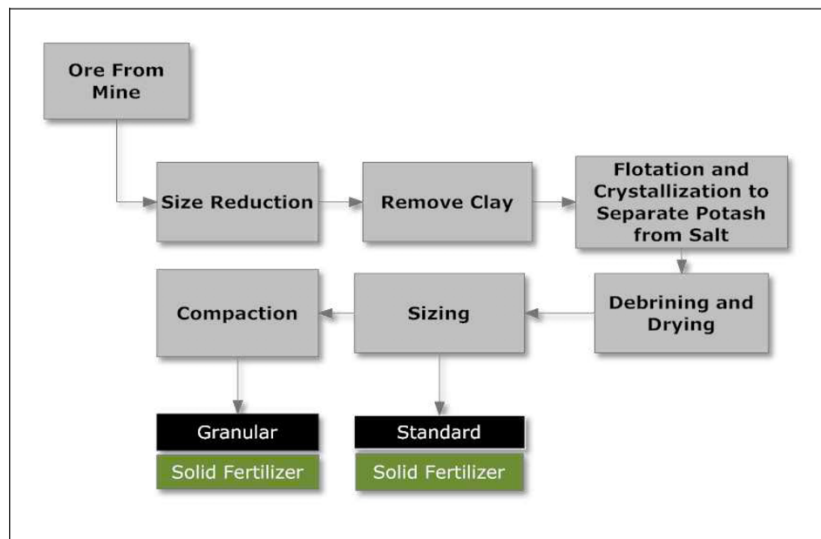 Ore From
Mine
Size Reduction
Remove Clay
Flotation and
Crystallization to
Separate Potash
from Salt
Compaction
Sizing
Debrining and
Drying
Granular
Solid Fertilizer
Standard
Solid Fertilizer